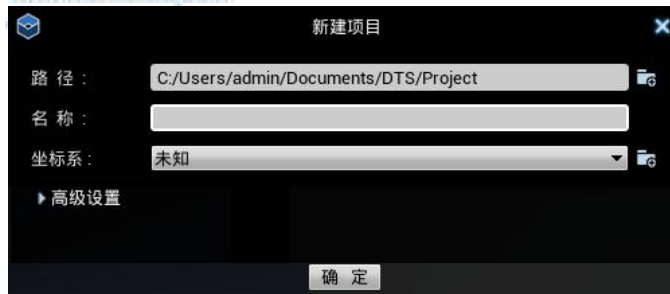 新建项目
路 径 : C:/Users/admin/Documents/DTS/Project
名 称 :
坐标系 : 未知
高级设置
确 定